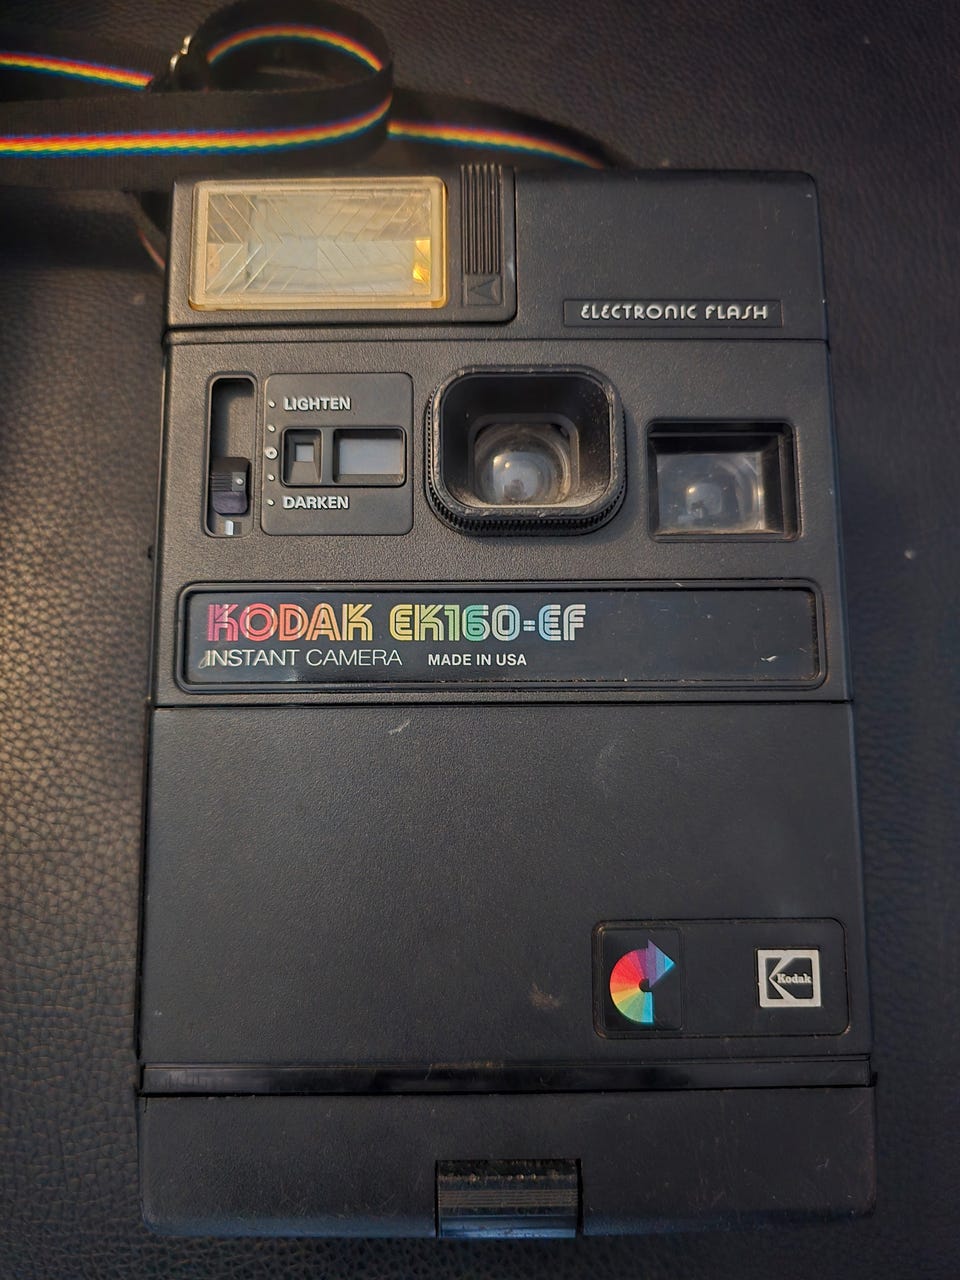 ELECTRONIC FLASH
LIGHTEN
DARKEN
KODAK EK160-EF
INSTANT CAMERA MADE IN USA
Kodak